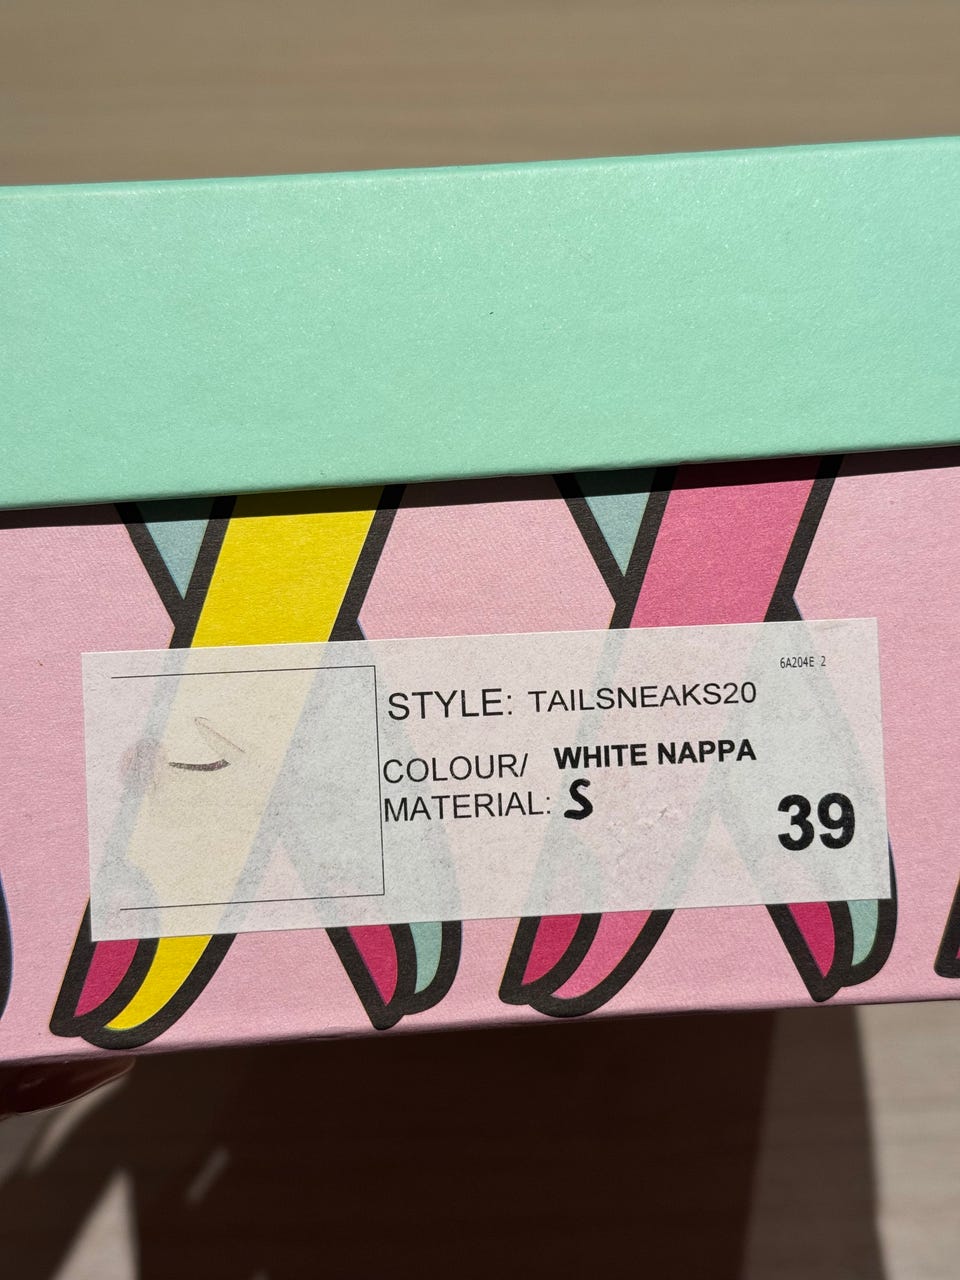 6A204E 2
STYLE: TAILSNEAKS20
COLOUR/ WHITE NAPPA
MATERIAL: S
39